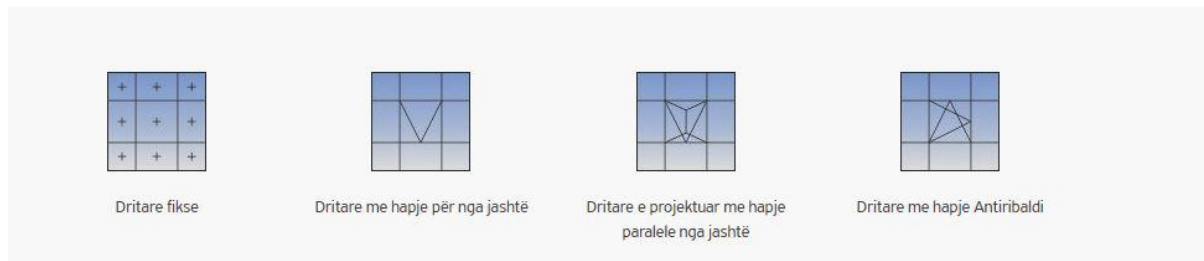 Dritare fikse
Dritare me hapje për nga jashtë
Dritare e projektuar me hapje
paralele nga jashtë
Dritare me hapje Antiribaldi